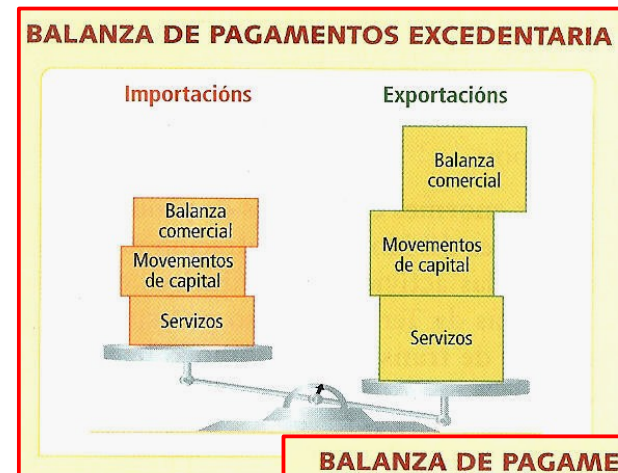 BALANZA DE PAGAMENTOS EXCEDENTARIA
Importacións
Exportacións
Balanza
comercial
Movementos
de capital
Servizos
Balanza
comercial
Movementos
de capital
Servizos
BALANZA DE PAGAME